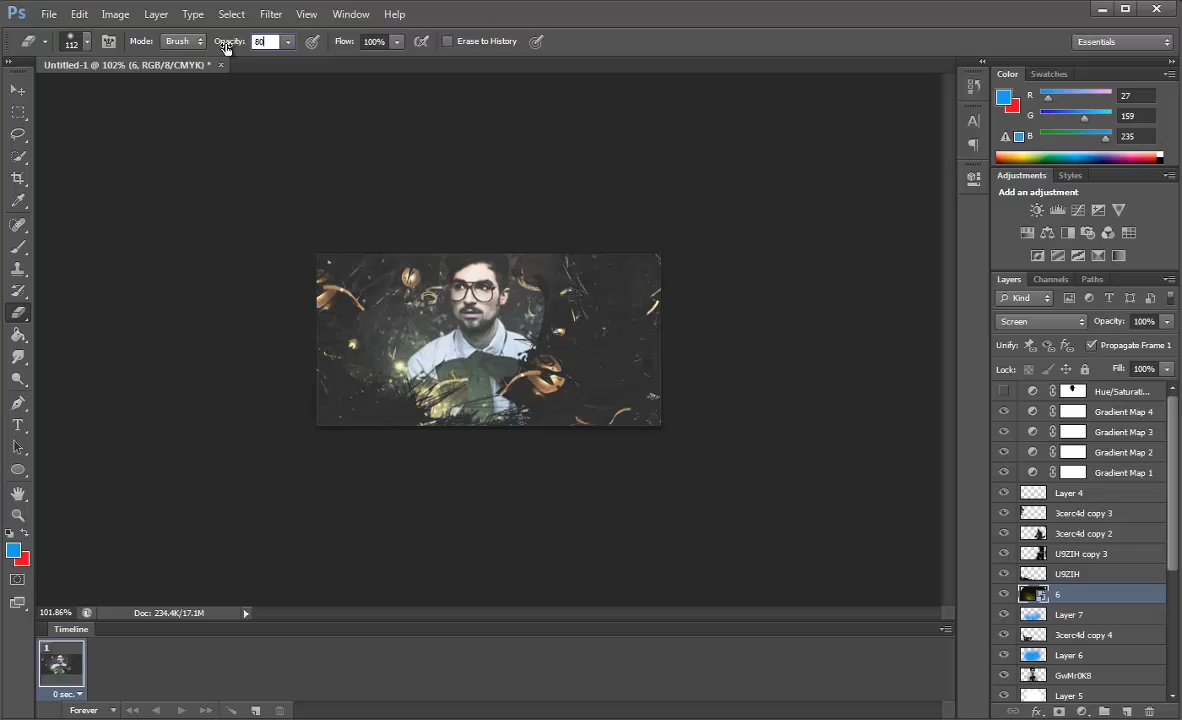 Ps File Edit Image Layer Type Select Filter View Window Help
112 Mode: Brush Opacity: 80 Flow: 100% Erase to History Essentials
Untitled-1 @ 102% (6, RGB/8/CMYK) * ×
Color Swatches
R 27
G 159
B 235
Adjustments Styles
Add an adjustment
Layers Channels Paths
Kind
Screen Opacity: 100%
Unify: Propagate Frame 1
Lock: Fill: 100%
Hue/Saturati...
Gradient Map 4
Gradient Map 3
Gradient Map 2
Gradient Map 1
Layer 4
3cerc4d copy 3
3cerc4d copy 2
U9ZIH copy 3
U9ZIH
6
Layer 7
3cerc4d copy 4
Layer 6
GwMr0K8
Layer 5
101.86% Doc: 234.4K/17.1M
Timeline
1
0 sec.
Forever